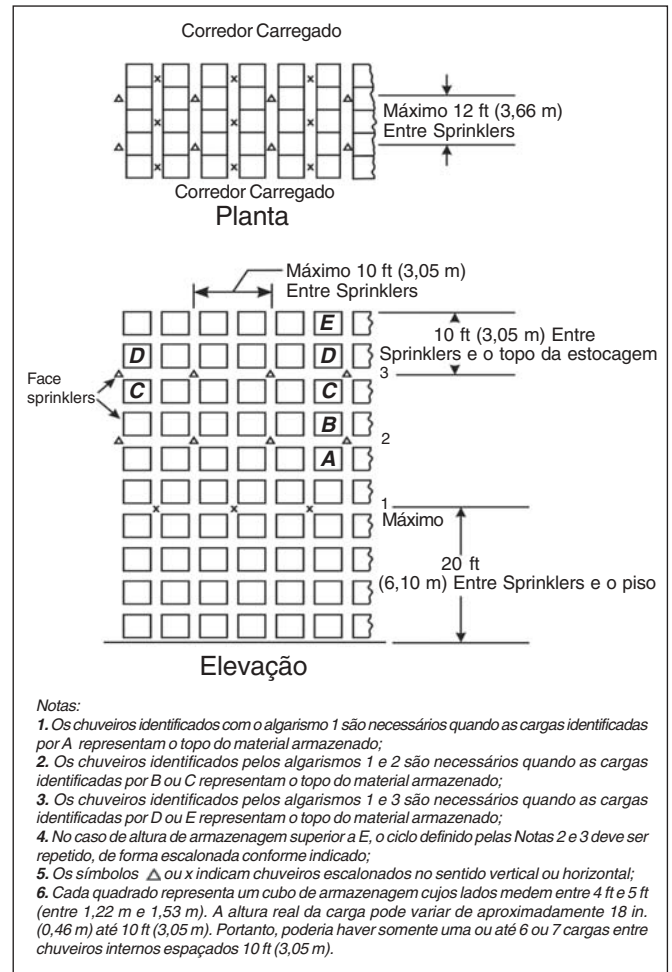 Corredor Carregado
Máximo 12 ft (3,66 m)
Entre Sprinklers
Corredor Carregado
Planta
Máximo 10 ft (3,05 m)
Entre Sprinklers
E
10 ft (3,05 m) Entre
Sprinklers e o topo da estocagem
D
D
3
Face
sprinklers
C
C
B
2
A
1
Máximo
20 ft
(6,10 m) Entre Sprinklers e o piso
Elevação
Notas:
1. Os chuveiros identificados com o algarismo 1 são necessários quando as cargas identificadas
por A representam o topo do material armazenado;
2. Os chuveiros identificados pelos algarismos 1 e 2 são necessários quando as cargas
identificadas por B ou C representam o topo do material armazenado;
3. Os chuveiros identificados pelos algarismos 1 e 3 são necessários quando as cargas
identificadas por D ou E representam o topo do material armazenado;
4. No caso de altura de armazenagem superior a E, o ciclo definido pelas Notas 2 e 3 deve ser
repetido, de forma escalonada conforme indicado;
5. Os símbolos △ ou x indicam chuveiros escalonados no sentido vertical ou horizontal;
6. Cada quadrado representa um cubo de armazenagem cujos lados medem entre 4 ft e 5 ft
(entre 1,22 m e 1,53 m). A altura real da carga pode variar de aproximadamente 18 in.
(0,46 m) até 10 ft (3,05 m). Portanto, poderia haver somente uma ou até 6 ou 7 cargas entre
chuveiros internos espaçados 10 ft (3,05 m).